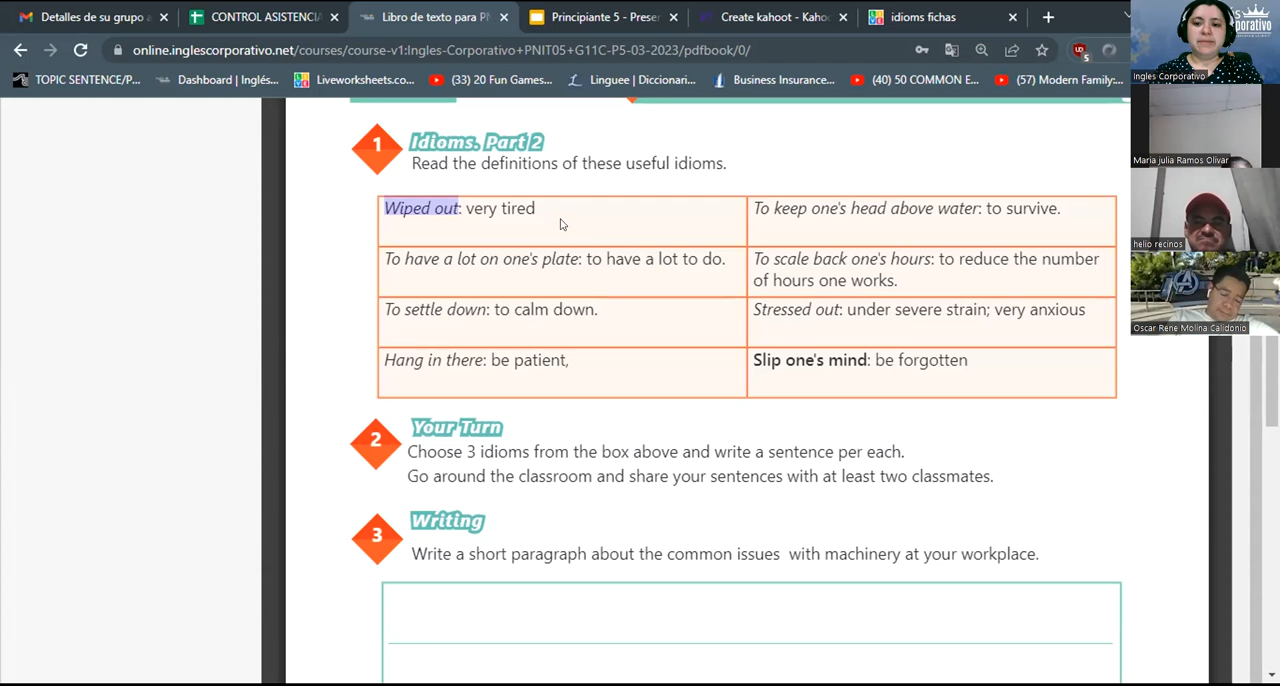 Detalles de su grupo a
CONTROL ASISTENCIA
Libro de texto para PN
Principiante 5 - Preser
Create kahoot - Kahoo
idioms fichas
online.inglescorporativo.net/courses/course-v1:Ingles-Corporativo+PNIT05+G11C-P5-03-2023/pdfbook/0/
5
TOPIC SENTENCE/P...
Dashboard | Inglés...
Liveworksheets.co...
(33) 20 Fun Games...
Linguee | Diccionari...
Business Insurance...
(40) 50 COMMON E...
(57) Modern Family:...
Ingles Corporativo
Maria julia Ramos Olivar
helio recinos
Oscar Rene Molina Calidonio
1 Idioms. Part 2
Read the definitions of these useful idioms.
Wiped out: very tired
To keep one's head above water: to survive.
To have a lot on one's plate: to have a lot to do.
To scale back one's hours: to reduce the number
of hours one works.
To settle down: to calm down.
Stressed out: under severe strain; very anxious
Hang in there: be patient,
Slip one's mind: be forgotten
2 Your Turn
Choose 3 idioms from the box above and write a sentence per each.
Go around the classroom and share your sentences with at least two classmates.
3 Writing
Write a short paragraph about the common issues with machinery at your workplace.